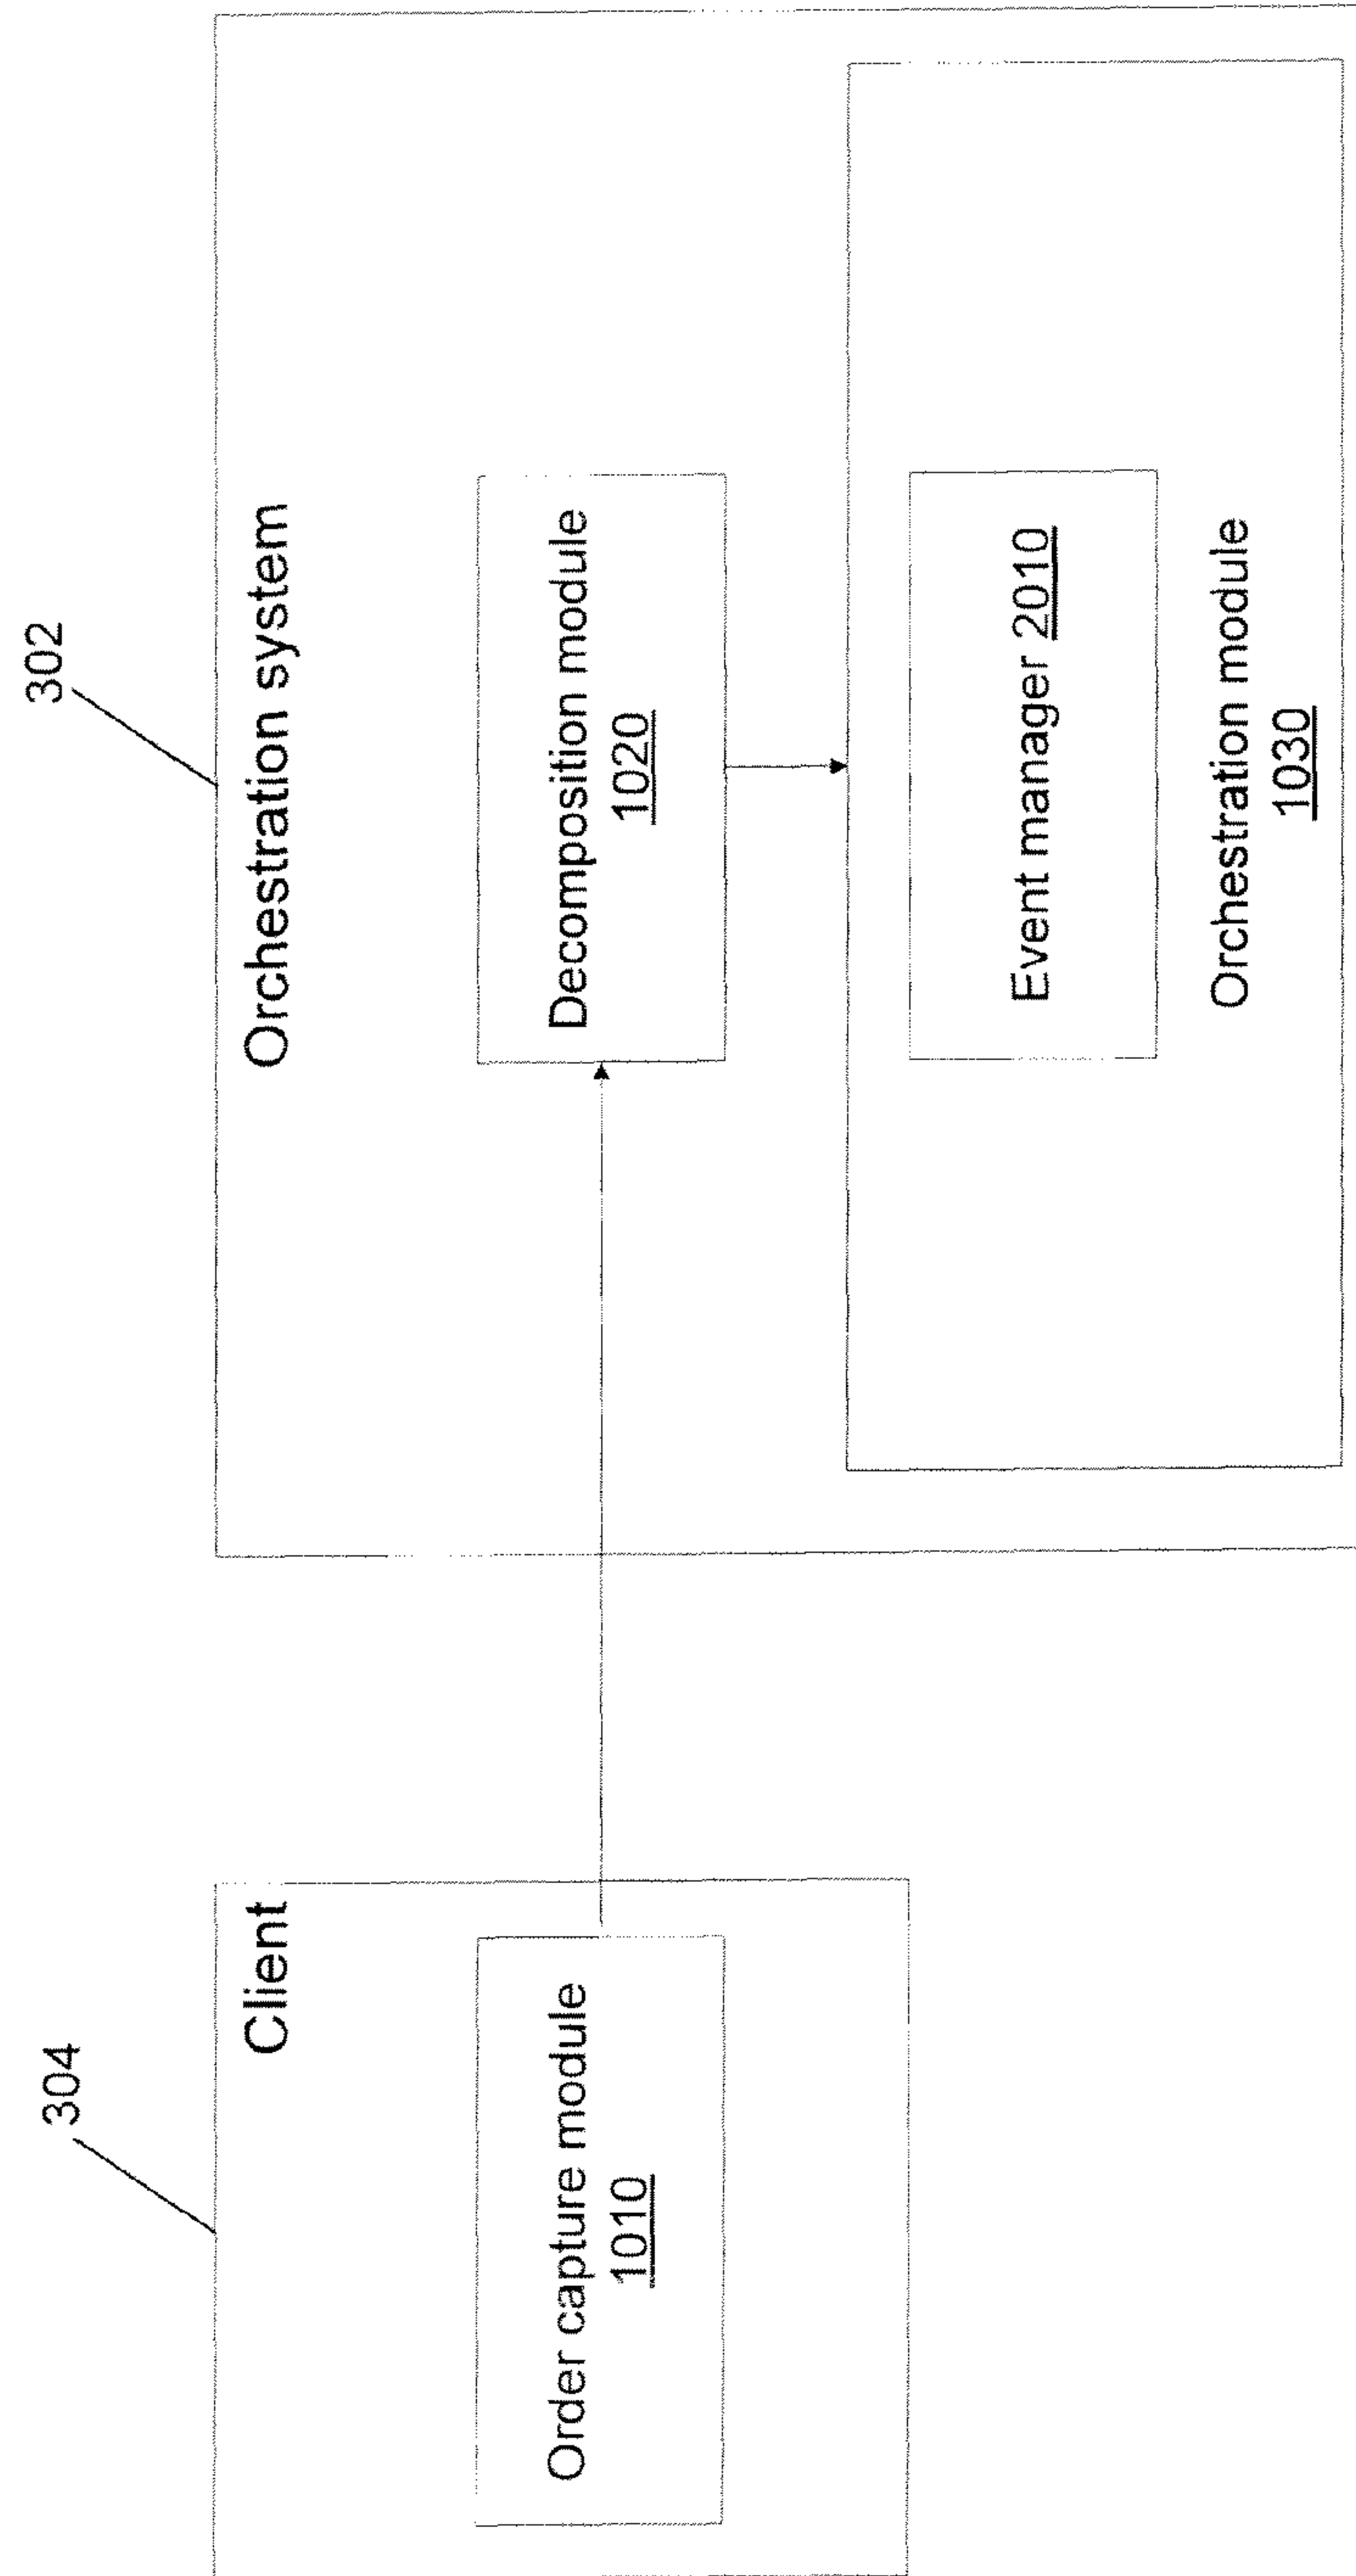 304
Client
Order capture module
1010
302
Orchestration system
Decomposition module
1020
Event manager 2010
Orchestration module
1030